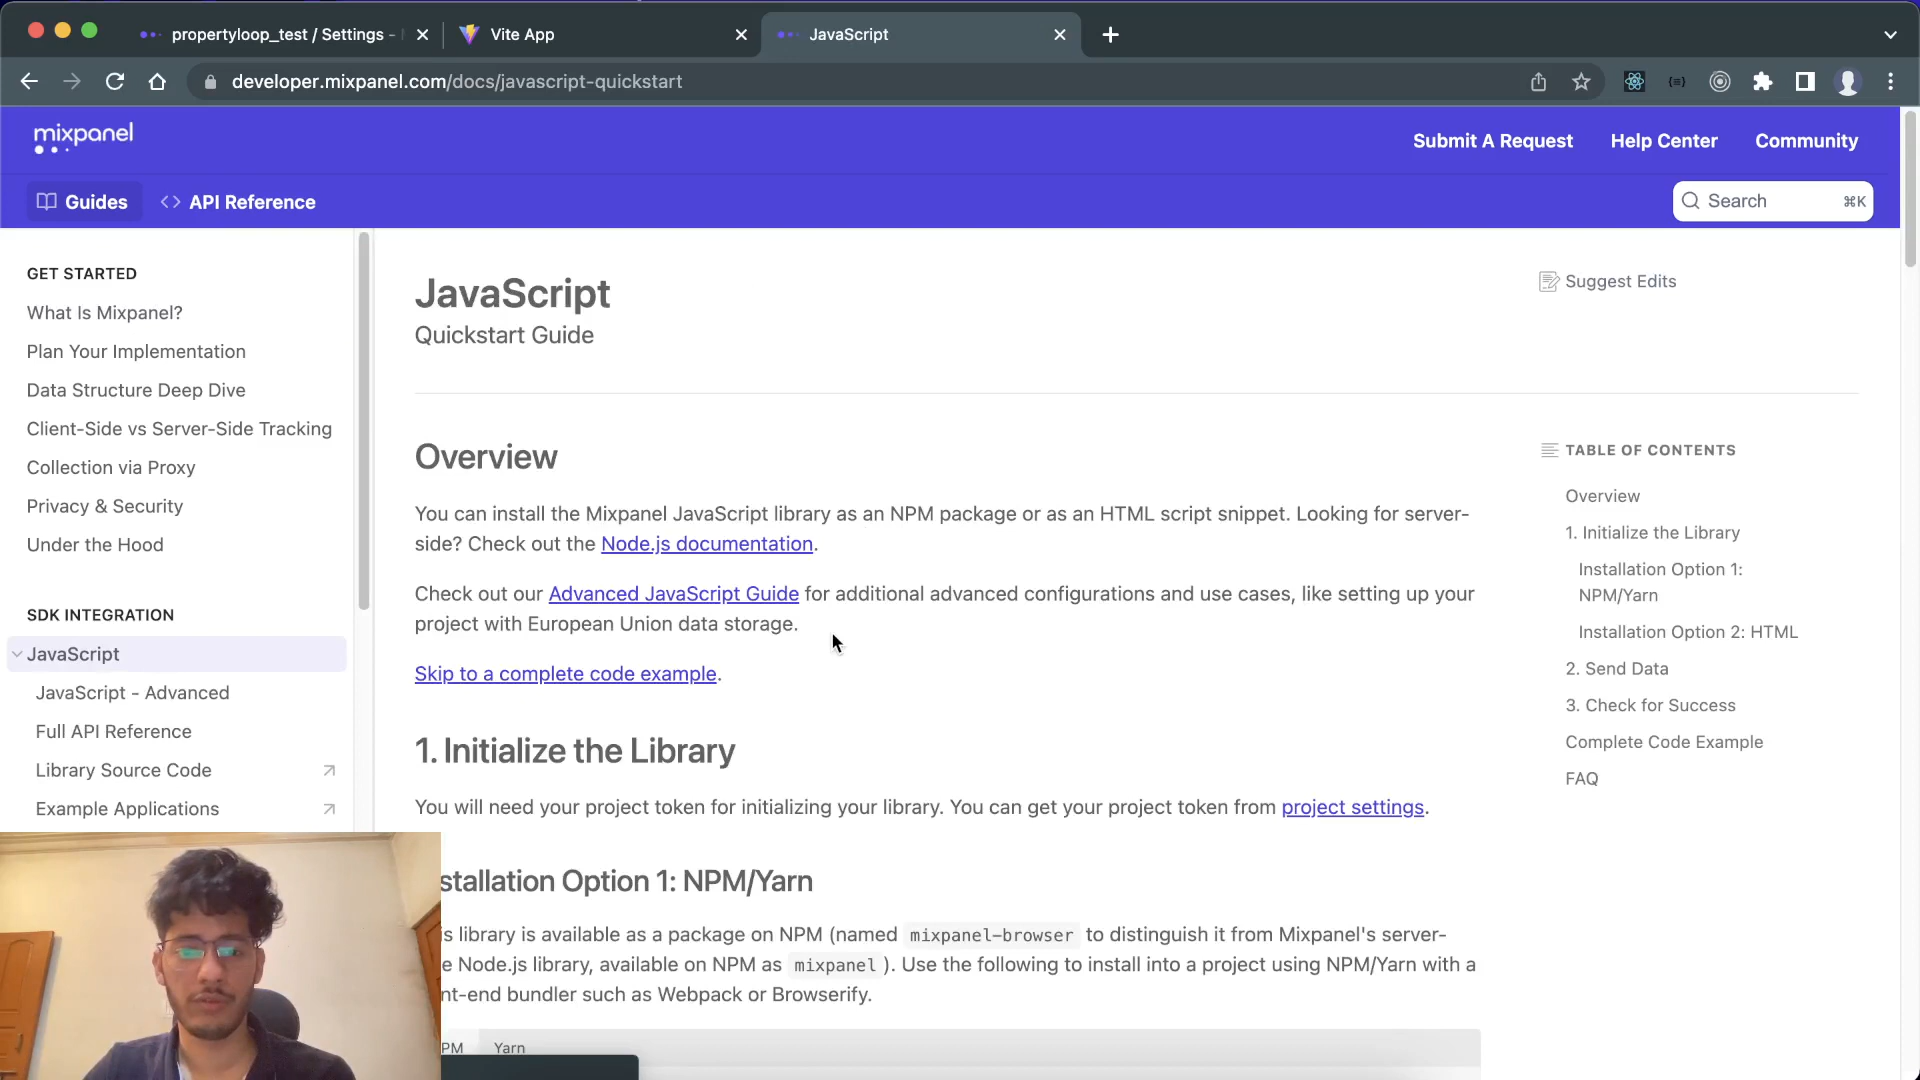 propertyloop_test / Settings -
Vite App
JavaScript
developer.mixpanel.com/docs/javascript-quickstart
mixpanel
Submit A Request
Help Center
Community
Guides
<> API Reference
Search
⌘K
GET STARTED
What Is Mixpanel?
Plan Your Implementation
Data Structure Deep Dive
Client-Side vs Server-Side Tracking
Collection via Proxy
Privacy & Security
Under the Hood
SDK INTEGRATION
JavaScript
JavaScript - Advanced
Full API Reference
Library Source Code
Example Applications
JavaScript
Quickstart Guide
Overview
You can install the Mixpanel JavaScript library as an NPM package or as an HTML script snippet. Looking for server-
side? Check out the Node.js documentation.
Check out our Advanced JavaScript Guide for additional advanced configurations and use cases, like setting up your
project with European Union data storage.
Skip to a complete code example.
1. Initialize the Library
You will need your project token for initializing your library. You can get your project token from project settings.
stallation Option 1: NPM/Yarn
is library is available as a package on NPM (named mixpanel-browser to distinguish it from Mixpanel's server-
e Node.js library, available on NPM as mixpanel ). Use the following to install into a project using NPM/Yarn with a
nt-end bundler such as Webpack or Browserify.
PM
Yarn
Suggest Edits
TABLE OF CONTENTS
Overview
1. Initialize the Library
Installation Option 1:
NPM/Yarn
Installation Option 2: HTML
2. Send Data
3. Check for Success
Complete Code Example
FAQ